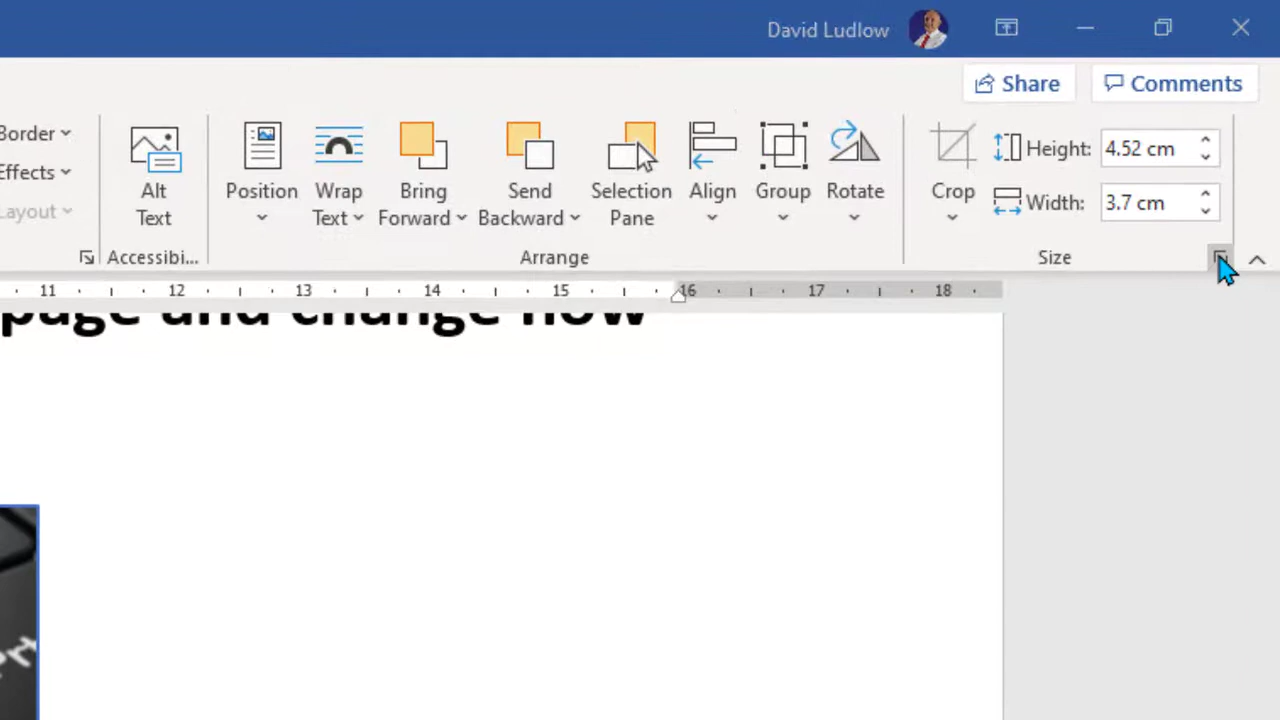 David Ludlow
Share
Comments
Border
Effects
Layout
Alt
Text
Position
Wrap
Text
Bring
Forward
Send
Backward
Selection
Pane
Align
Group
Rotate
Crop
Height: 4.52 cm
Width: 3.7 cm
Accessibi...
Arrange
Size
11 12 13 14 15 16 17 18
page and change how